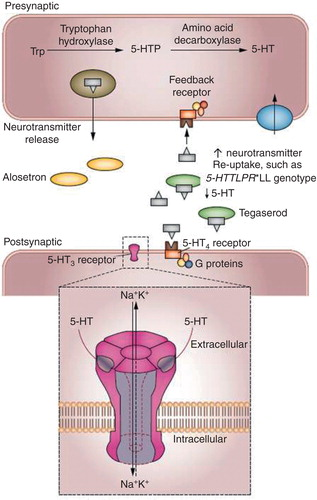 Presynaptic
Tryptophan
hydroxylase
Amino acid
decarboxylase
Trp
5-HTP
5-HT
Feedback
receptor
Neurotransmitter
release
↑ neurotransmitter
Re-uptake, such as
5-HTTLPR*LL genotype
↓ 5-HT
Alosetron
Tegaserod
Postsynaptic
5-HT3 receptor
5-HT4 receptor
G proteins
Na+K+
5-HT
5-HT
Extracellular
Intracellular
Na+K+